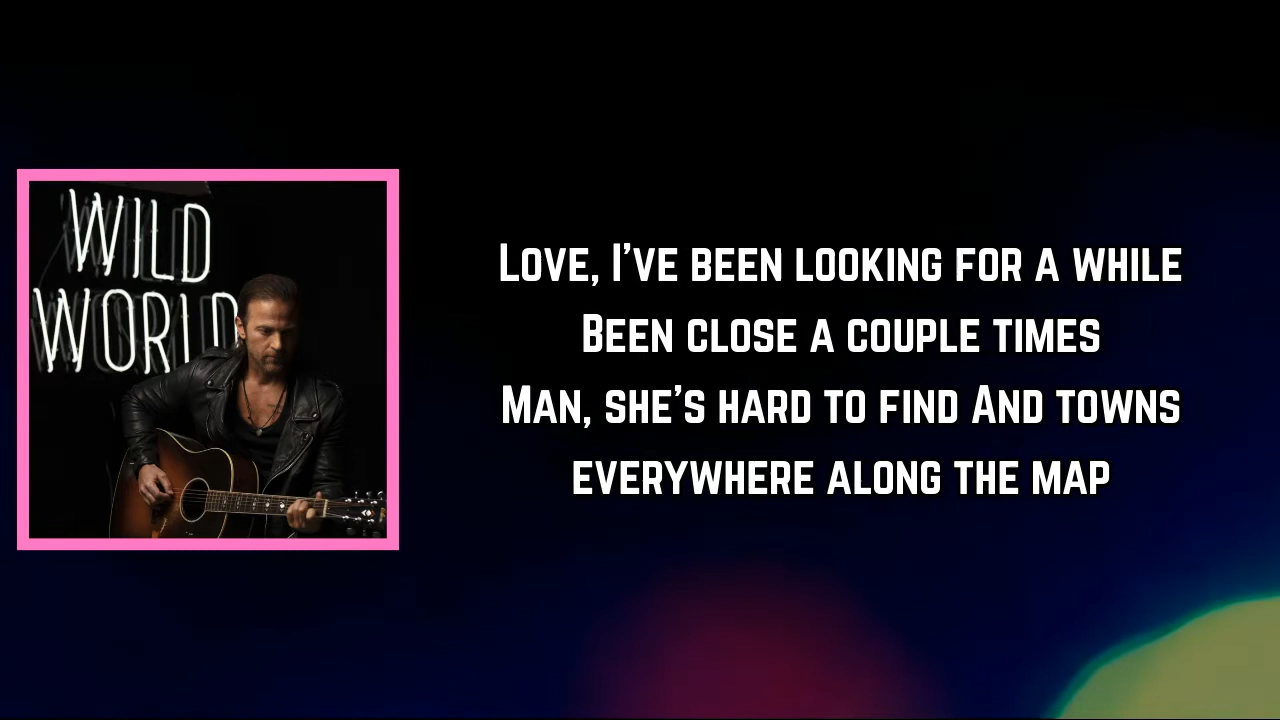 WILD
WORLD
Love, I've been looking for a while
Been close a couple times
Man, she's hard to find And towns
everywhere along the map